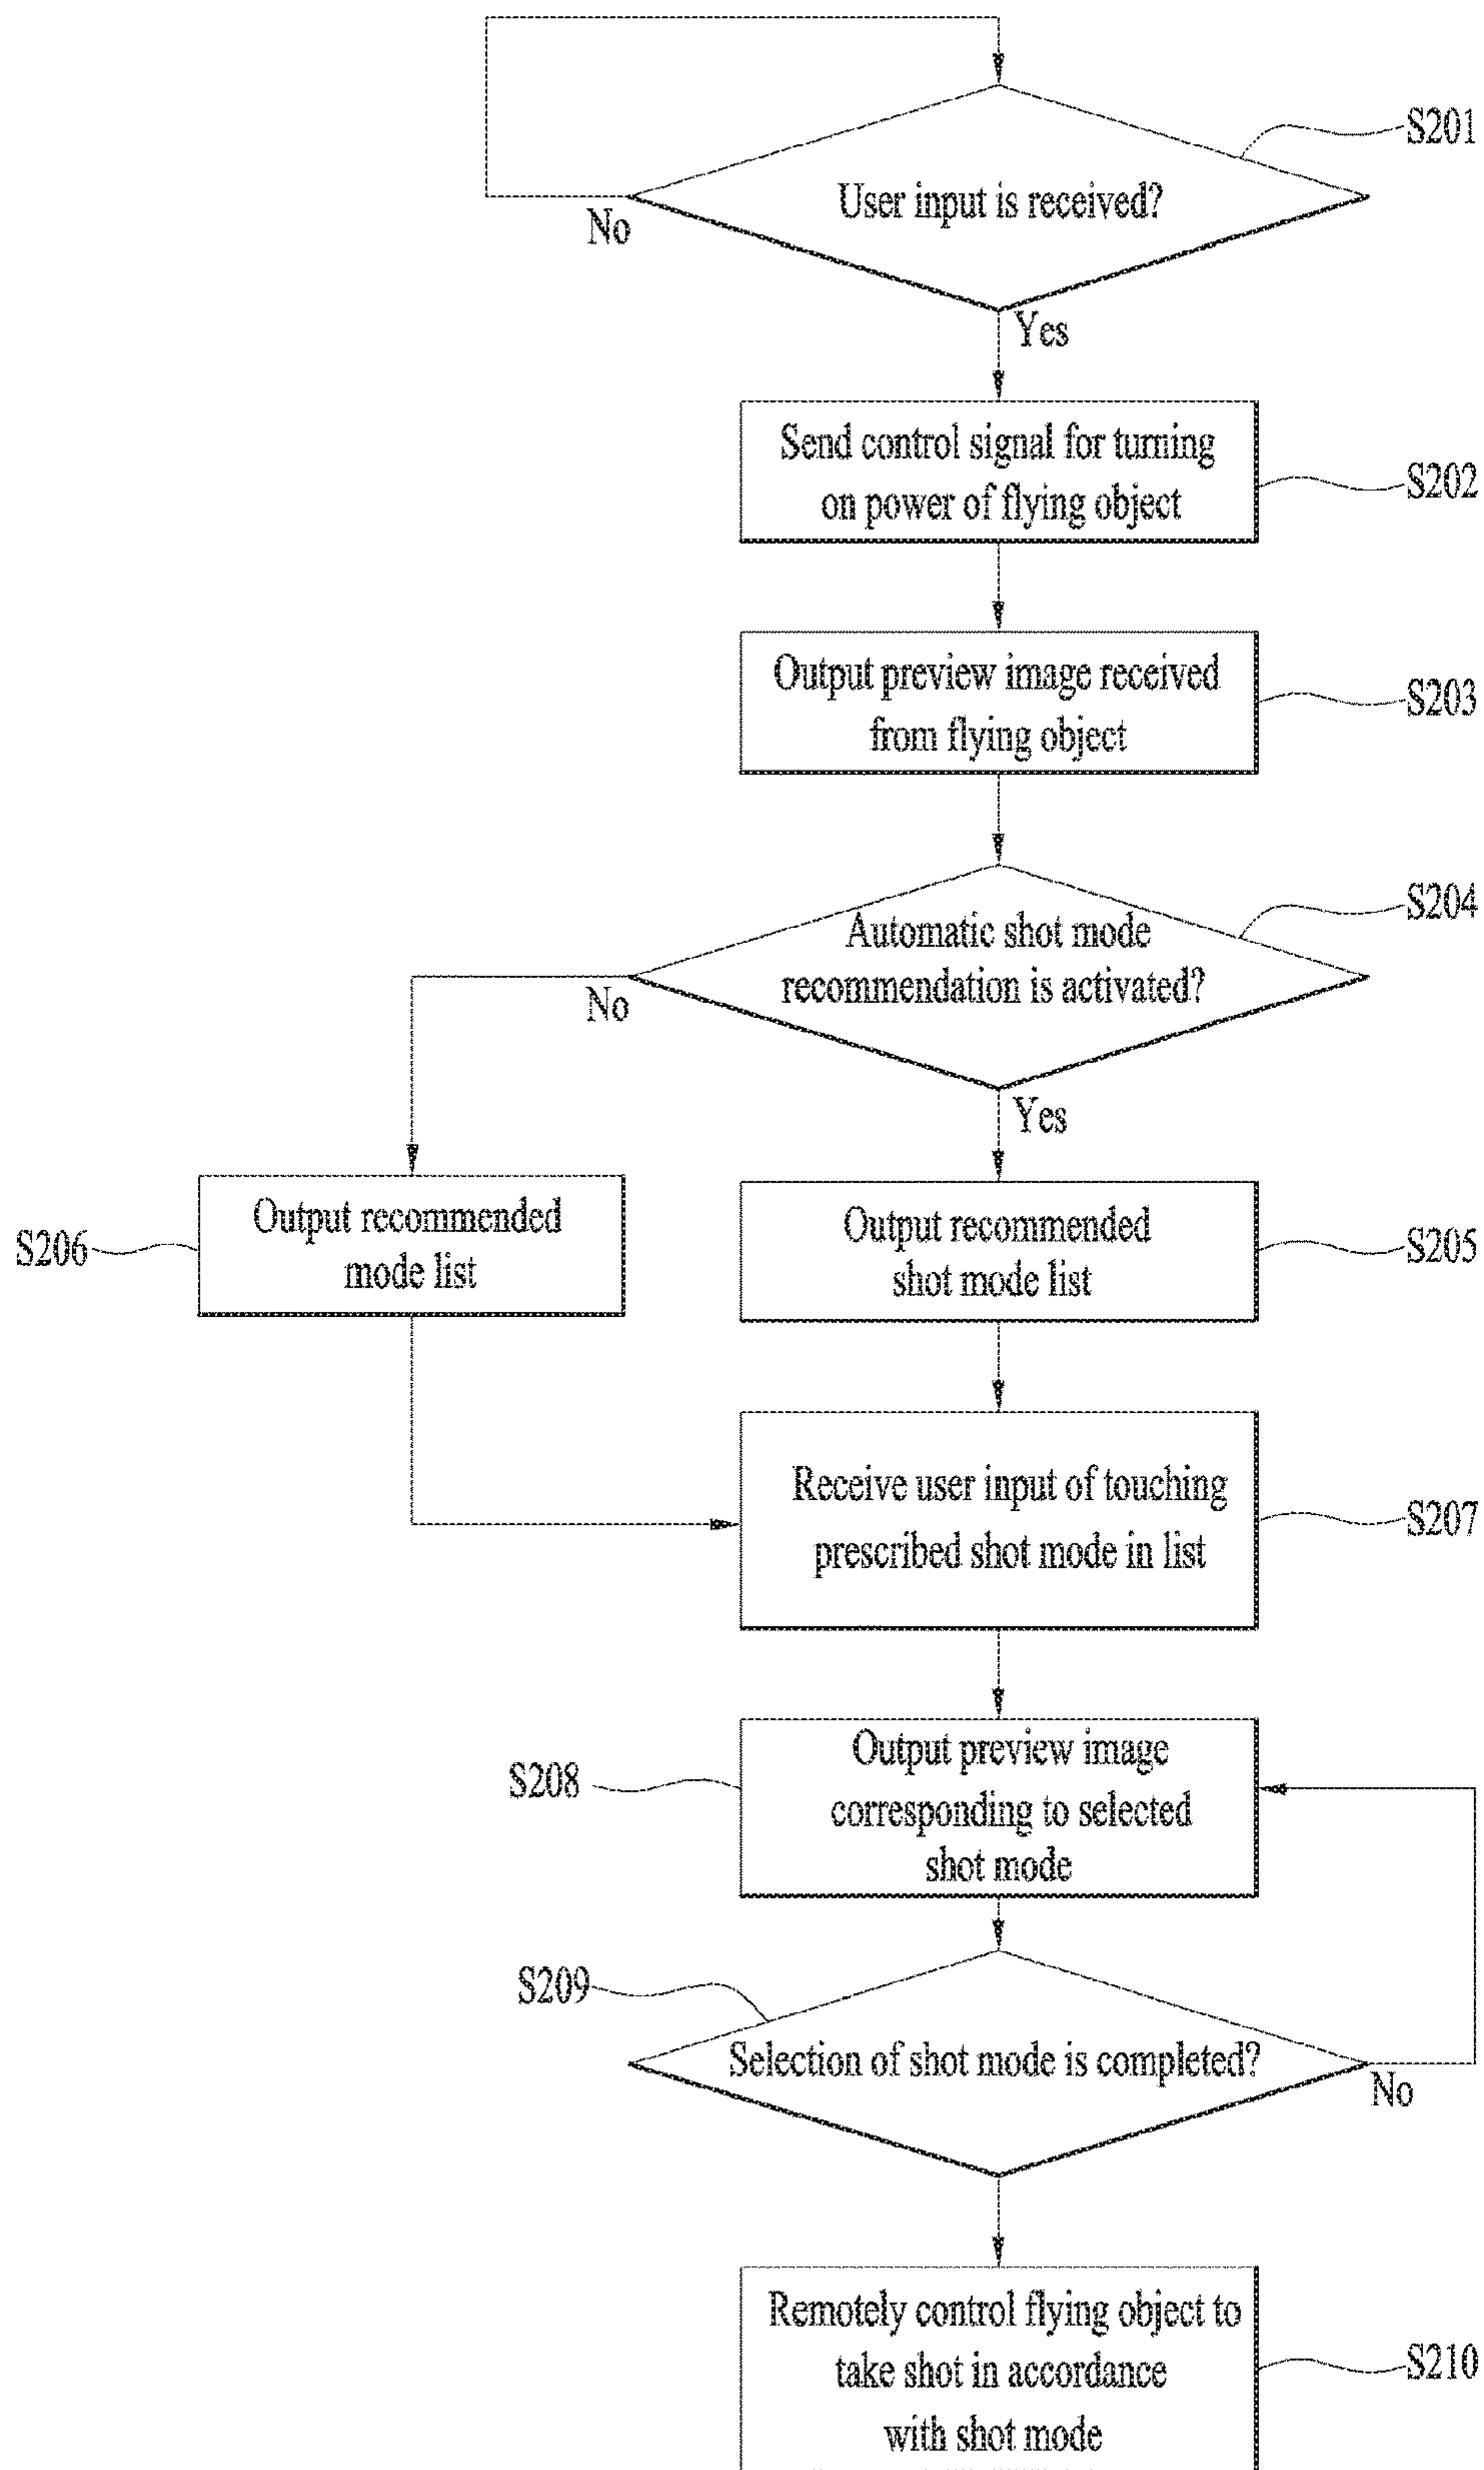 S201
User input is received?
No
Yes
Send control signal for turning
on power of flying object
S202
Output preview image received
from flying object
S203
S204
Automatic shot mode
recommendation is activated?
No
Yes
S206
Output recommended
mode list
Output recommended
shot mode list
S205
Receive user input of touching
prescribed shot mode in list
S207
S208
Output preview image
corresponding to selected
shot mode
S209
Selection of shot mode is completed?
No
Remotely control flying object to
take shot in accordance
with shot mode
S210